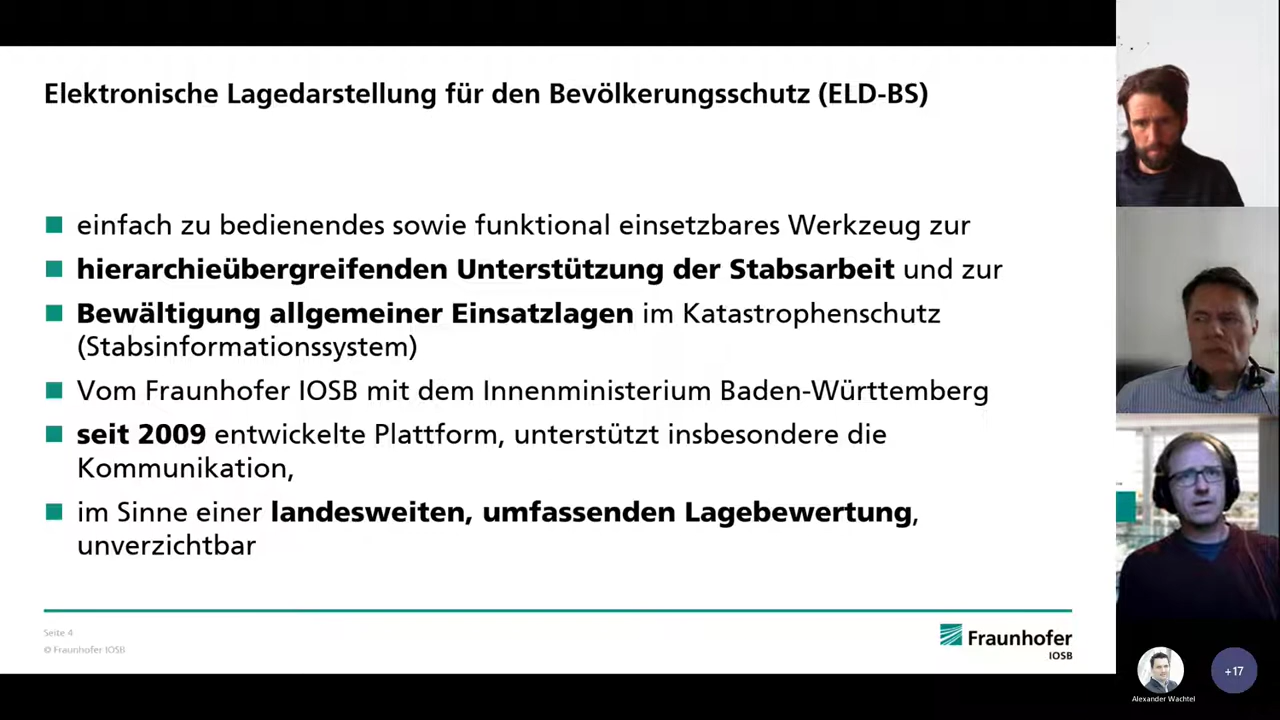 Elektronische Lagedarstellung für den Bevölkerungsschutz (ELD-BS)
einfach zu bedienendes sowie funktional einsetzbares Werkzeug zur
hierarchieübergreifenden Unterstützung der Stabsarbeit und zur
Bewältigung allgemeiner Einsatzlagen im Katastrophenschutz
(Stabsinformationssystem)
Vom Fraunhofer IOSB mit dem Innenministerium Baden-Württemberg
seit 2009 entwickelte Plattform, unterstützt insbesondere die
Kommunikation,
im Sinne einer landesweiten, umfassenden Lagebewertung,
unverzichtbar
Seite 4
© Fraunhofer IOSB
Fraunhofer
IOSB
+17
Alexander Wachtel